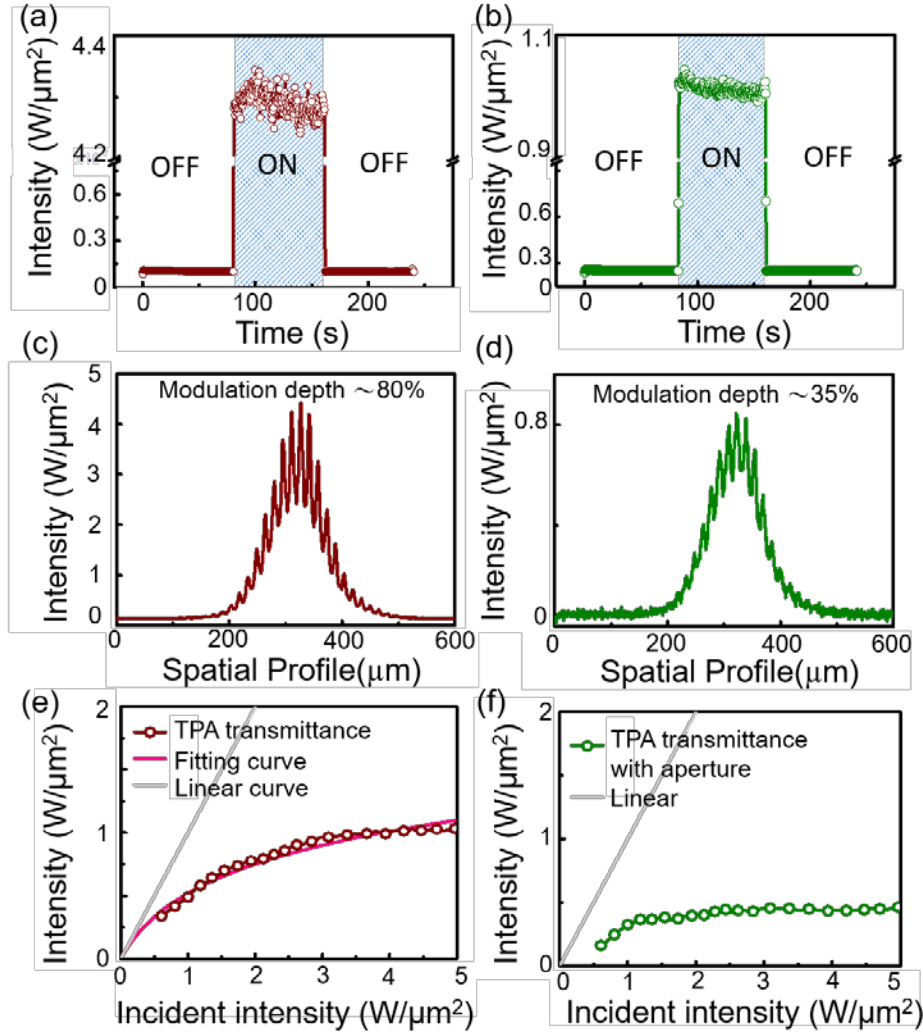 (a)
Intensity (W/μm²)
4.4
4.2
0.6
0.3
0
OFF
ON
OFF
0
100
200
Time (s)
(b)
Intensity (W/μm²)
1.1
0.9
0.6
0.3
0
OFF
ON
OFF
0
100
200
Time (s)
(c)
Intensity (W/μm²)
5
4
3
2
1
0
Modulation depth ~80%
0
200
400
600
Spatial Profile(μm)
(d)
Intensity (W/μm²)
0.8
0
Modulation depth ~35%
0
200
400
600
Spatial Profile(μm)
(e)
Intensity (W/μm²)
2
1
0
TPA transmittance
Fitting curve
Linear curve
0
1
2
3
4
5
Incident intensity (W/μm²)
(f)
Intensity (W/μm²)
2
1
0
TPA transmittance
with aperture
Linear
0
1
2
3
4
5
Incident intensity (W/μm²)